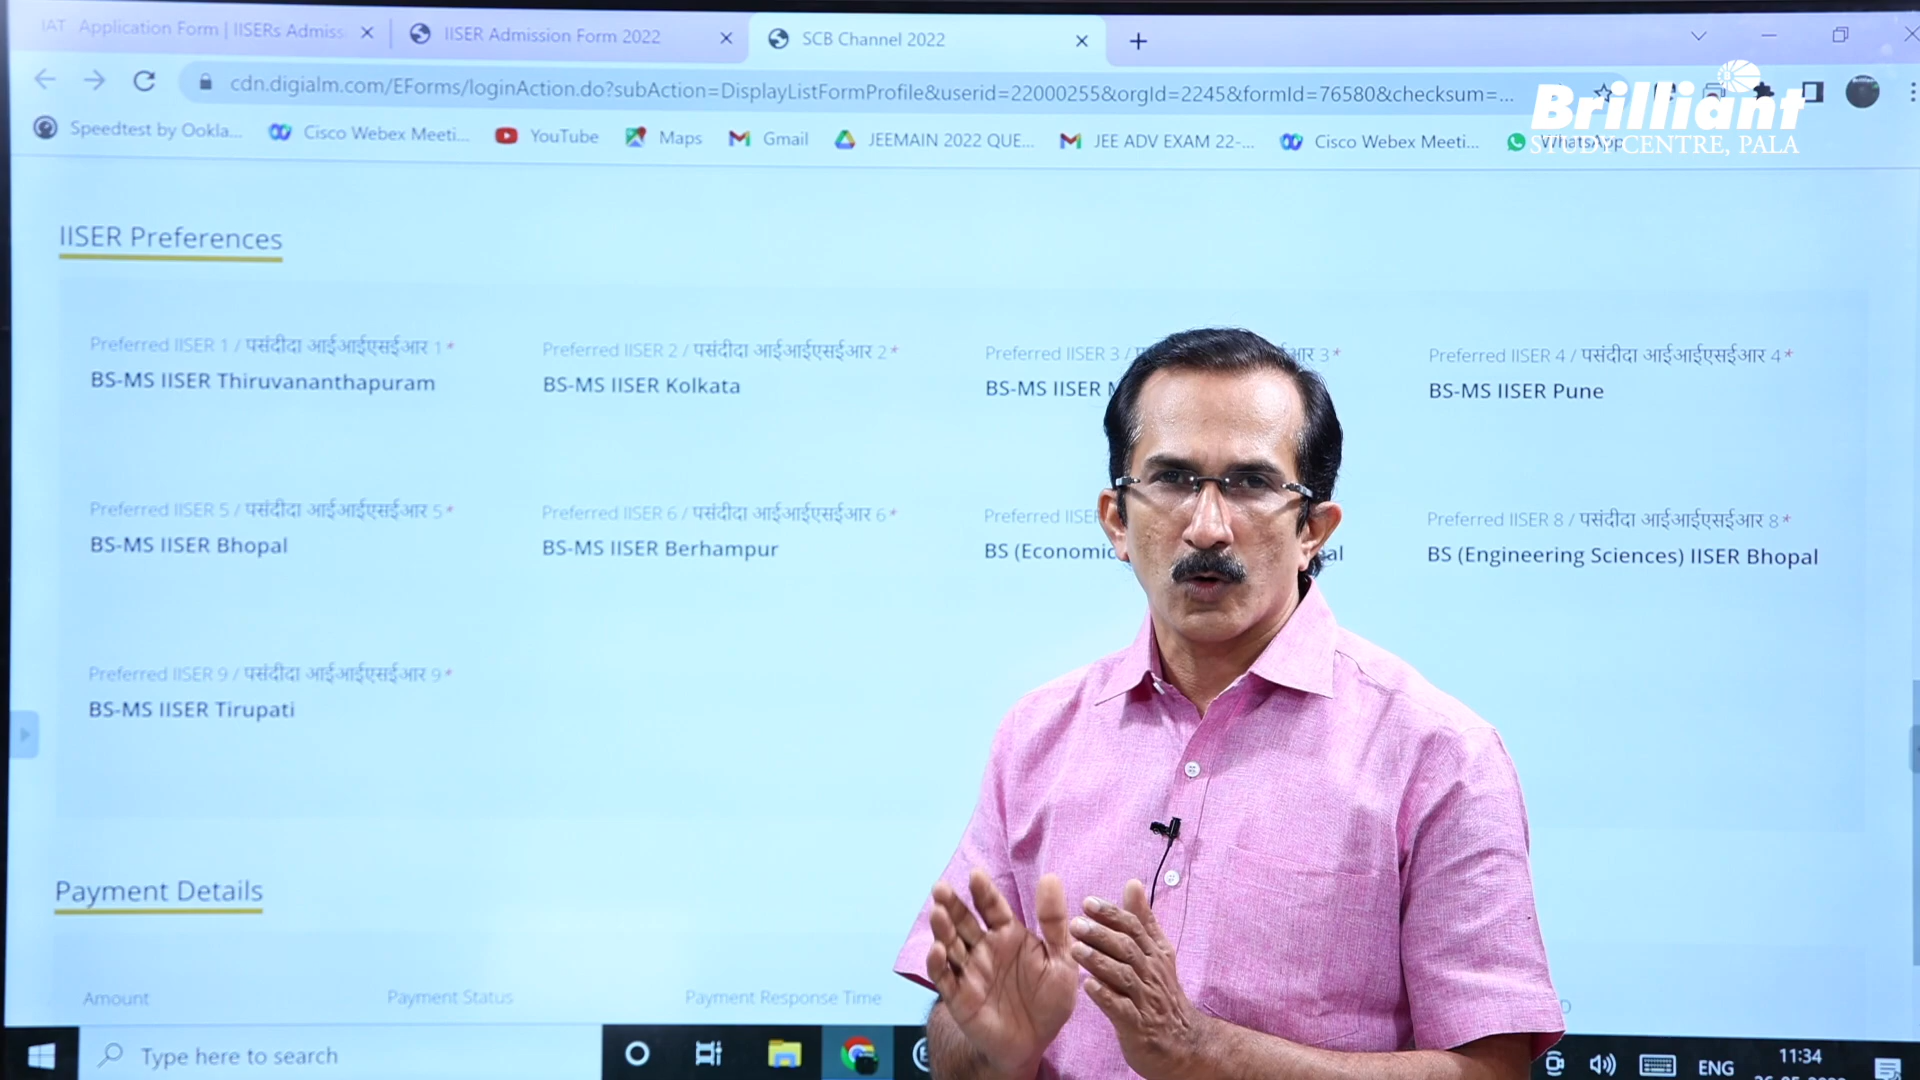 IAT Application Form | IISERs Admiss
IISER Admission Form 2022
SCB Channel 2022
cdn.digialm.com/EForms/loginAction.do?subAction=DisplayListFormProfile&userid=22000255&orgId=2245&formId=76580&checksum=...
Brilliant
STUDY CENTRE, PALA
Speedtest by Ookla...
Cisco Webex Meeti...
YouTube
Maps
Gmail
JEEMAIN 2022 QUE...
JEE ADV EXAM 22-...
Cisco Webex Meeti...
WhatsApp
IISER Preferences
Preferred IISER 1 / पसंदीदा आईआईएसईआर 1*
BS-MS IISER Thiruvananthapuram
Preferred IISER 2 / पसंदीदा आईआईएसईआर 2*
BS-MS IISER Kolkata
Preferred IISER 3 /
3*
BS-MS IISER
Preferred IISER 4 / पसंदीदा आईआईएसईआर 4*
BS-MS IISER Pune
Preferred IISER 5 / पसंदीदा आईआईएसईआर 5*
BS-MS IISER Bhopal
Preferred IISER 6 / पसंदीदा आईआईएसईआर 6*
BS-MS IISER Berhampur
Preferred
BS
Preferred IISER 8 / पसंदीदा आईआईएसईआर 8*
BS (Engineering Sciences) IISER Bhopal
Preferred IISER 9 / पसंदीदा आईआईएसईआर 9*
BS-MS IISER Tirupati
Payment Details
Amount
Payment Status
Payment Response Time
Type here to search
ENG
11:34